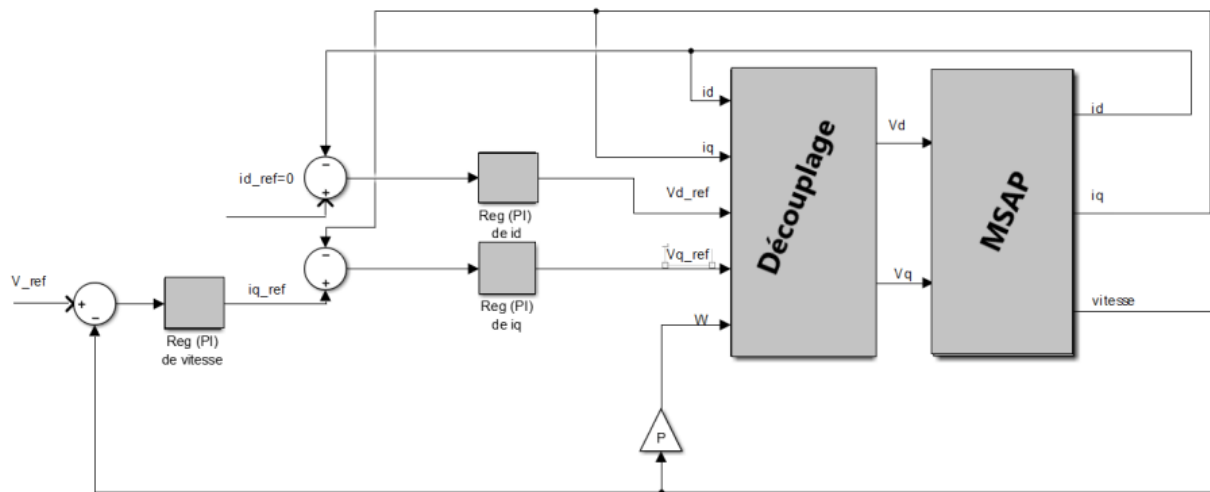 id
iq
Vd_ref
Vq_ref
W
Découplage
Vd
Vq
MSAP
id
iq
vitesse
id_ref=0
Reg (PI)
de id
V_ref
iq_ref
Reg (PI)
de vitesse
Reg (PI)
de iq
P